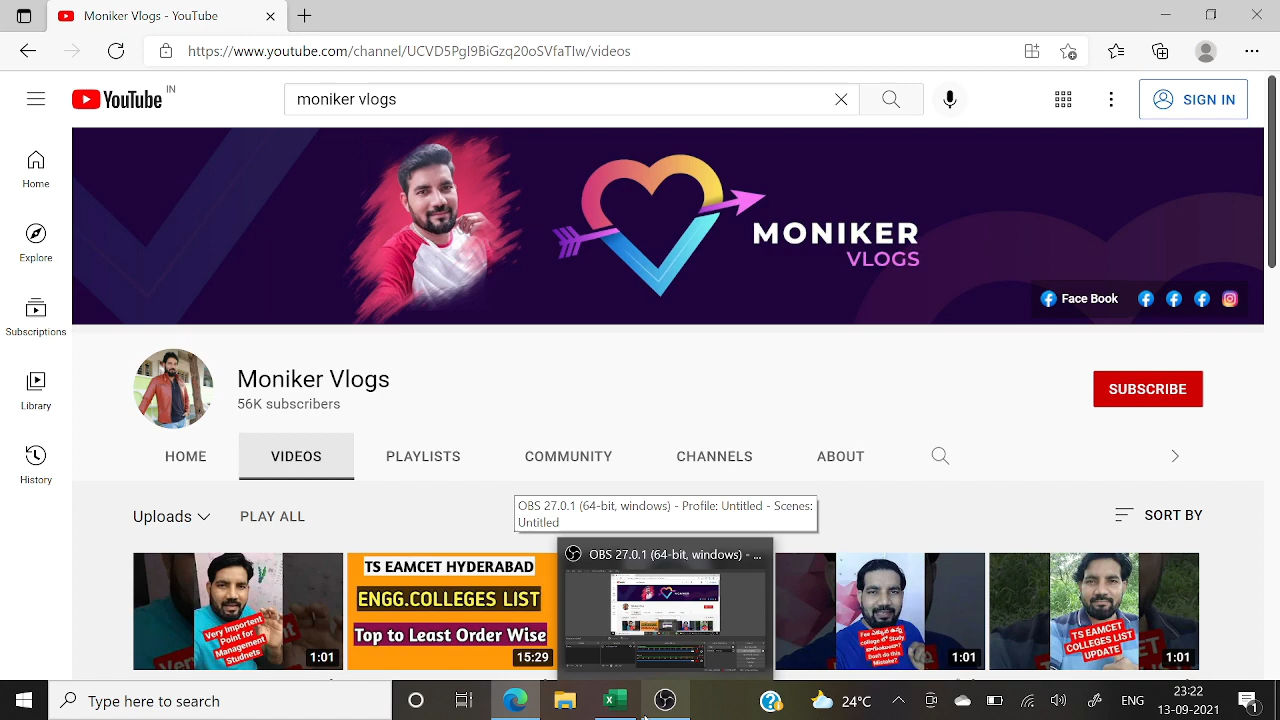 Moniker Vlogs - YouTube
https://www.youtube.com/channel/UCVD5PgI9BiGzp20oSVfaTIw/videos
YouTube IN
moniker vlogs
SIGN IN
Home
Explore
Subscriptions
Library
History
MONIKER
VLOGS
Face Book
Moniker Vlogs
56K subscribers
SUBSCRIBE
HOME
VIDEOS
PLAYLISTS
COMMUNITY
CHANNELS
ABOUT
Uploads
PLAY ALL
OBS 27.0.1 (64-bit, windows) - Profile: Untitled - Scenes:
Untitled
SORT BY
OBS 27.0.1 (64-bit, windows) - ...
Very Important
Point for
Management
Studnets
1:01
TS EAMCET HYDERABAD
ENGG.COLLEGES LIST
Top to Least Order Wise
15:29
1:01
TS EAMCET
COLLEGES LIST
UPDATE
Type here to search
24°C
ENG
23:22
13-09-2021
1